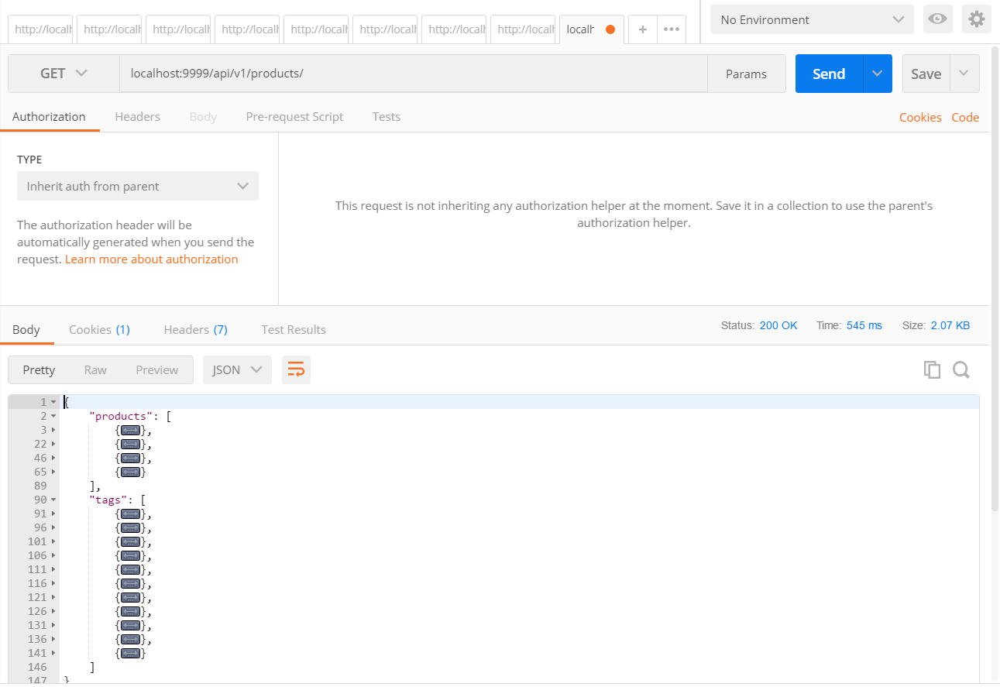 http://localh http://localh http://localh http://localh http://localh http://localh http://localh http://localh localh + ••• No Environment
GET localhost:9999/api/v1/products/ Params Send Save
Authorization Headers Body Pre-request Script Tests Cookies Code
TYPE
Inherit auth from parent
The authorization header will be
automatically generated when you send the
request. Learn more about authorization
This request is not inheriting any authorization helper at the moment. Save it in a collection to use the parent's
authorization helper.
Body Cookies (1) Headers (7) Test Results Status: 200 OK Time: 545 ms Size: 2.07 KB
Pretty Raw Preview JSON
1 {
2 "products": [
3 {},
22 {},
46 {},
65 {}
89 ],
90 "tags": [
91 {},
96 {},
101 {},
106 {},
111 {},
116 {},
121 {},
126 {},
131 {},
136 {},
141 {}
146 ]
147 }